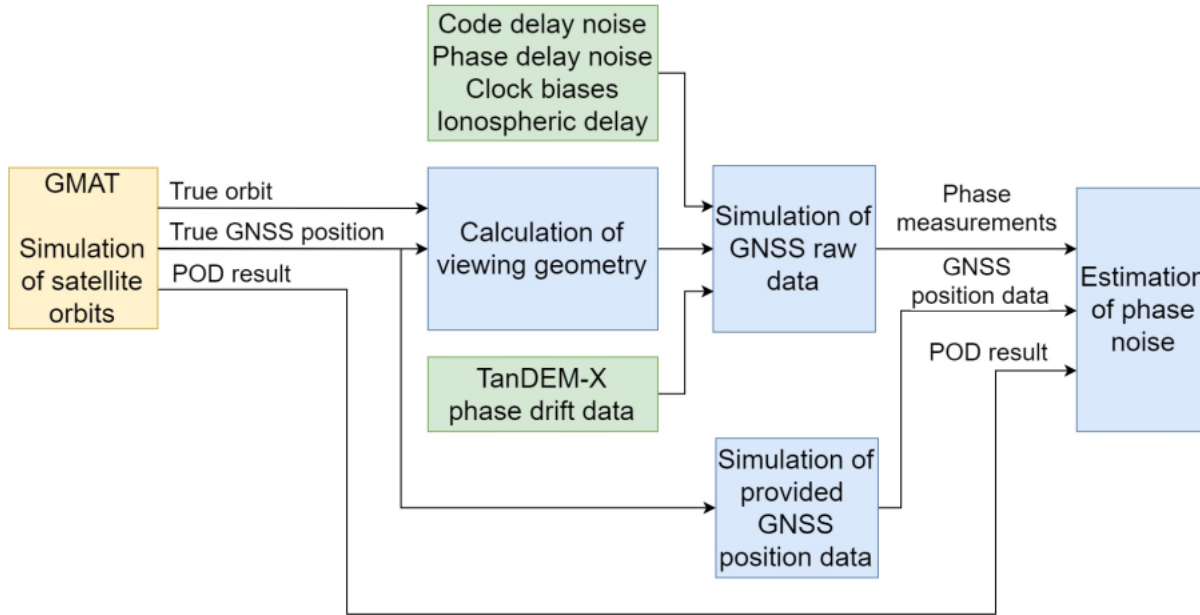 Code delay noise
Phase delay noise
Clock biases
Ionospheric delay
GMAT
Simulation
of satellite
orbits
True orbit
True GNSS position
POD result
Calculation of
viewing geometry
Simulation of
GNSS raw
data
Phase
measurements
GNSS
position data
POD result
Estimation
of phase
noise
TanDEM-X
phase drift data
Simulation of
provided
GNSS
position data